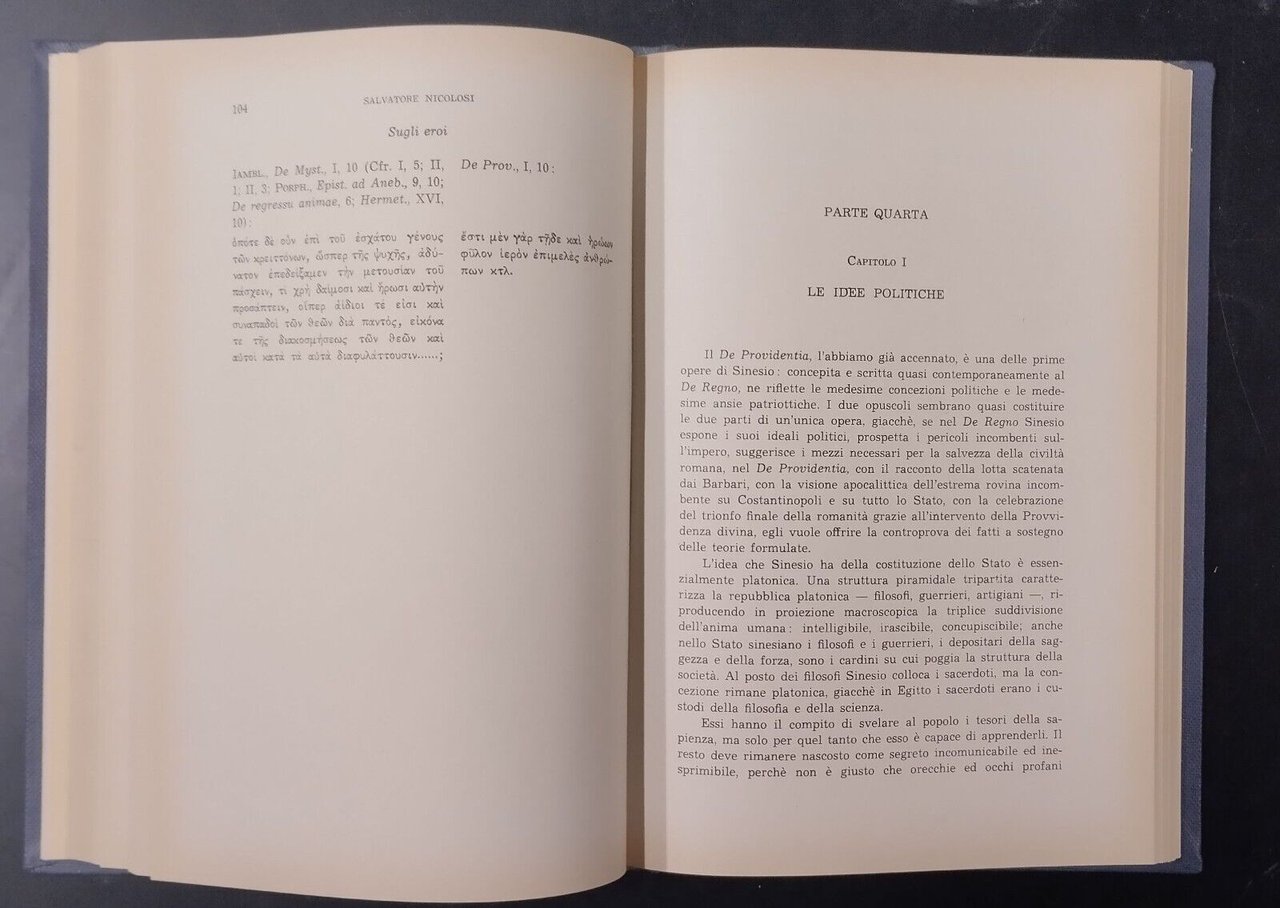 104
SALVATORE NICOLOSI
Sugli eroi
IAMBL., De Myst., I, 10 (Cfr. I, 5; II,
1; II, 3; PORPH., Epist. ad Aneb., 9, 10;
De regressu animae, 6; Hermet., XVI,
10):
ὁπότε δὲ οὖν ἐπὶ τοῦ ἐσχάτου γένους
τῶν κρειττόνων, ὥσπερ τῆς ψυχῆς, ἀδύ-
νατον ἐπεδείξαμεν τὴν μετουσίαν τοῦ
πάσχειν, τί χρὴ δαίμοσι καὶ ἥρωσι αὐτὴν
προσάπτειν, οἵπερ ἀΐδιοί τέ εἰσι καὶ
συναπαδοὶ τῶν θεῶν διὰ παντός, εἰκόνα
τε τῆς διακοσμήσεως τῶν θεῶν καὶ
αὐτοὶ κατὰ τὰ αὐτὰ διαφυλάττουσιν......;
De Prov., I, 10:
ἔστι μὲν γάρ τῇδε καὶ ἡρώων
φῦλον ἱερὸν ἐπιμελὲς ἀνθρώ-
πων κτλ.
PARTE QUARTA
CAPITOLO I
LE IDEE POLITICHE
Il De Providentia, l'abbiamo già accennato, è una delle prime
opere di Sinesio: concepita e scritta quasi contemporaneamente al
De Regno, ne riflette le medesime concezioni politiche e le mede-
sime ansie patriottiche. I due opuscoli sembrano quasi costituire
le due parti di un'unica opera, giacchè, se nel De Regno Sinesio
espone i suoi ideali politici, prospetta i pericoli incombenti sul-
l'impero, suggerisce i mezzi necessari per la salvezza della civiltà
romana, nel De Providentia, con il racconto della lotta scatenata
dai Barbari, con la visione apocalittica dell'estrema rovina incom-
bente su Costantinopoli e su tutto lo Stato, con la celebrazione
del trionfo finale della romanità grazie all'intervento della Provvi-
denza divina, egli vuole offrire la controprova dei fatti a sostegno
delle teorie formulate.
L'idea che Sinesio ha della costituzione dello Stato è essen-
zialmente platonica. Una struttura piramidale tripartita caratte-
rizza la repubblica platonica — filosofi, guerrieri, artigiani —, ri-
producendo in proiezione macroscopica la triplice suddivisione
dell'anima umana: intelligibile, irascibile, concupiscibile; anche
nello Stato sinesiano i filosofi e i guerrieri, i depositari della sag-
gezza e della forza, sono i cardini su cui poggia la struttura della
società. Al posto dei filosofi Sinesio colloca i sacerdoti, ma la con-
cezione rimane platonica, giacchè in Egitto i sacerdoti erano i cu-
stodi della filosofia e della scienza.
Essi hanno il compito di svelare al popolo i tesori della sa-
pienza, ma solo per quel tanto che esso è capace di apprenderli. Il
resto deve rimanere nascosto come segreto incomunicabile ed ine-
sprimibile, perchè non è giusto che orecchie ed occhi profani